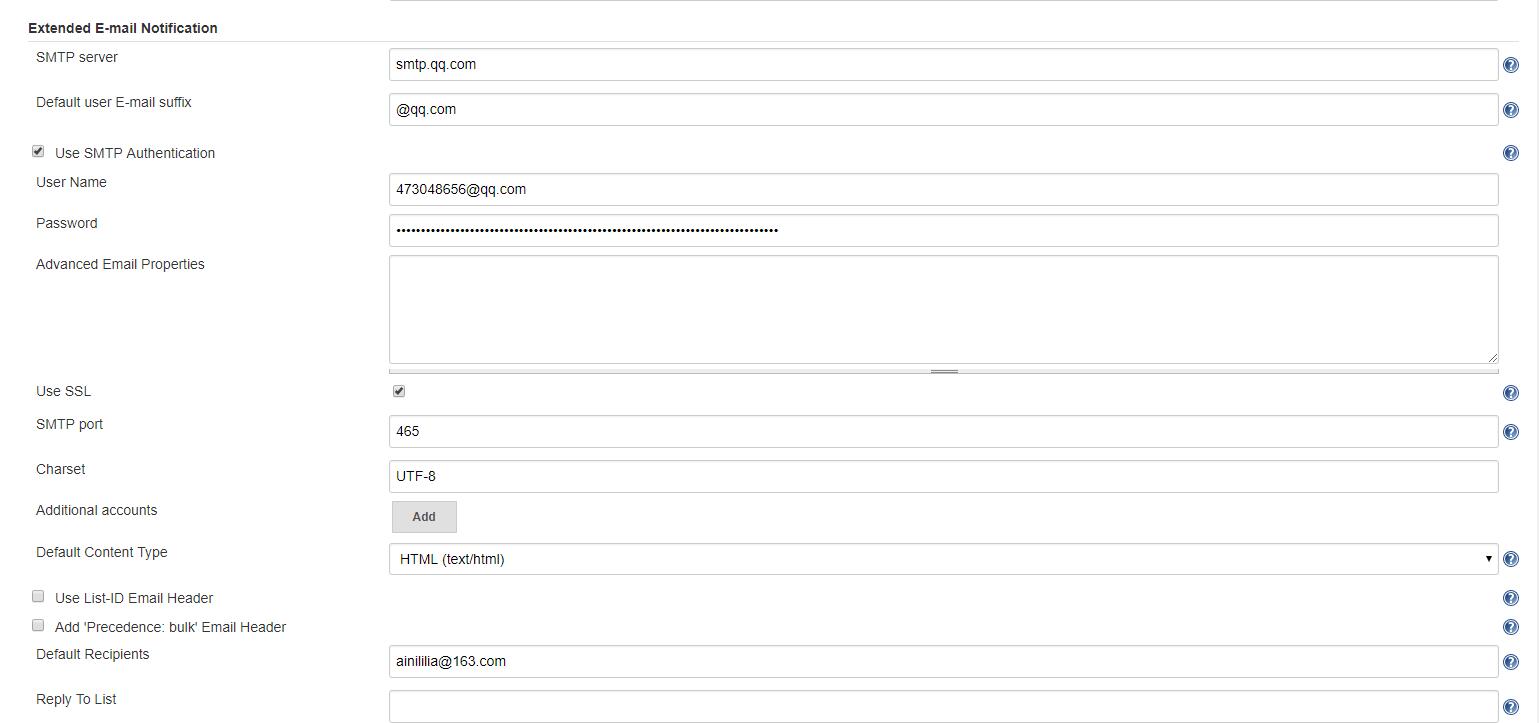 Extended E-mail Notification
SMTP server
smtp.qq.com
Default user E-mail suffix
@qq.com
Use SMTP Authentication
User Name
473048656@qq.com
Password
Advanced Email Properties
Use SSL
SMTP port
465
Charset
UTF-8
Additional accounts
Add
Default Content Type
HTML (text/html)
Use List-ID Email Header
Add 'Precedence: bulk' Email Header
Default Recipients
ainililia@163.com
Reply To List